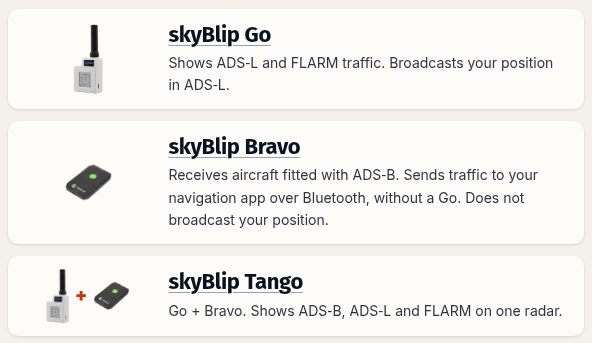 skyBlip Go
Shows ADS-L and FLARM traffic. Broadcasts your position
in ADS-L.
skyBlip Bravo
Receives aircraft fitted with ADS-B. Sends traffic to your
navigation app over Bluetooth, without a Go. Does not
broadcast your position.
+
skyBlip Tango
Go + Bravo. Shows ADS-B, ADS-L and FLARM on one radar.